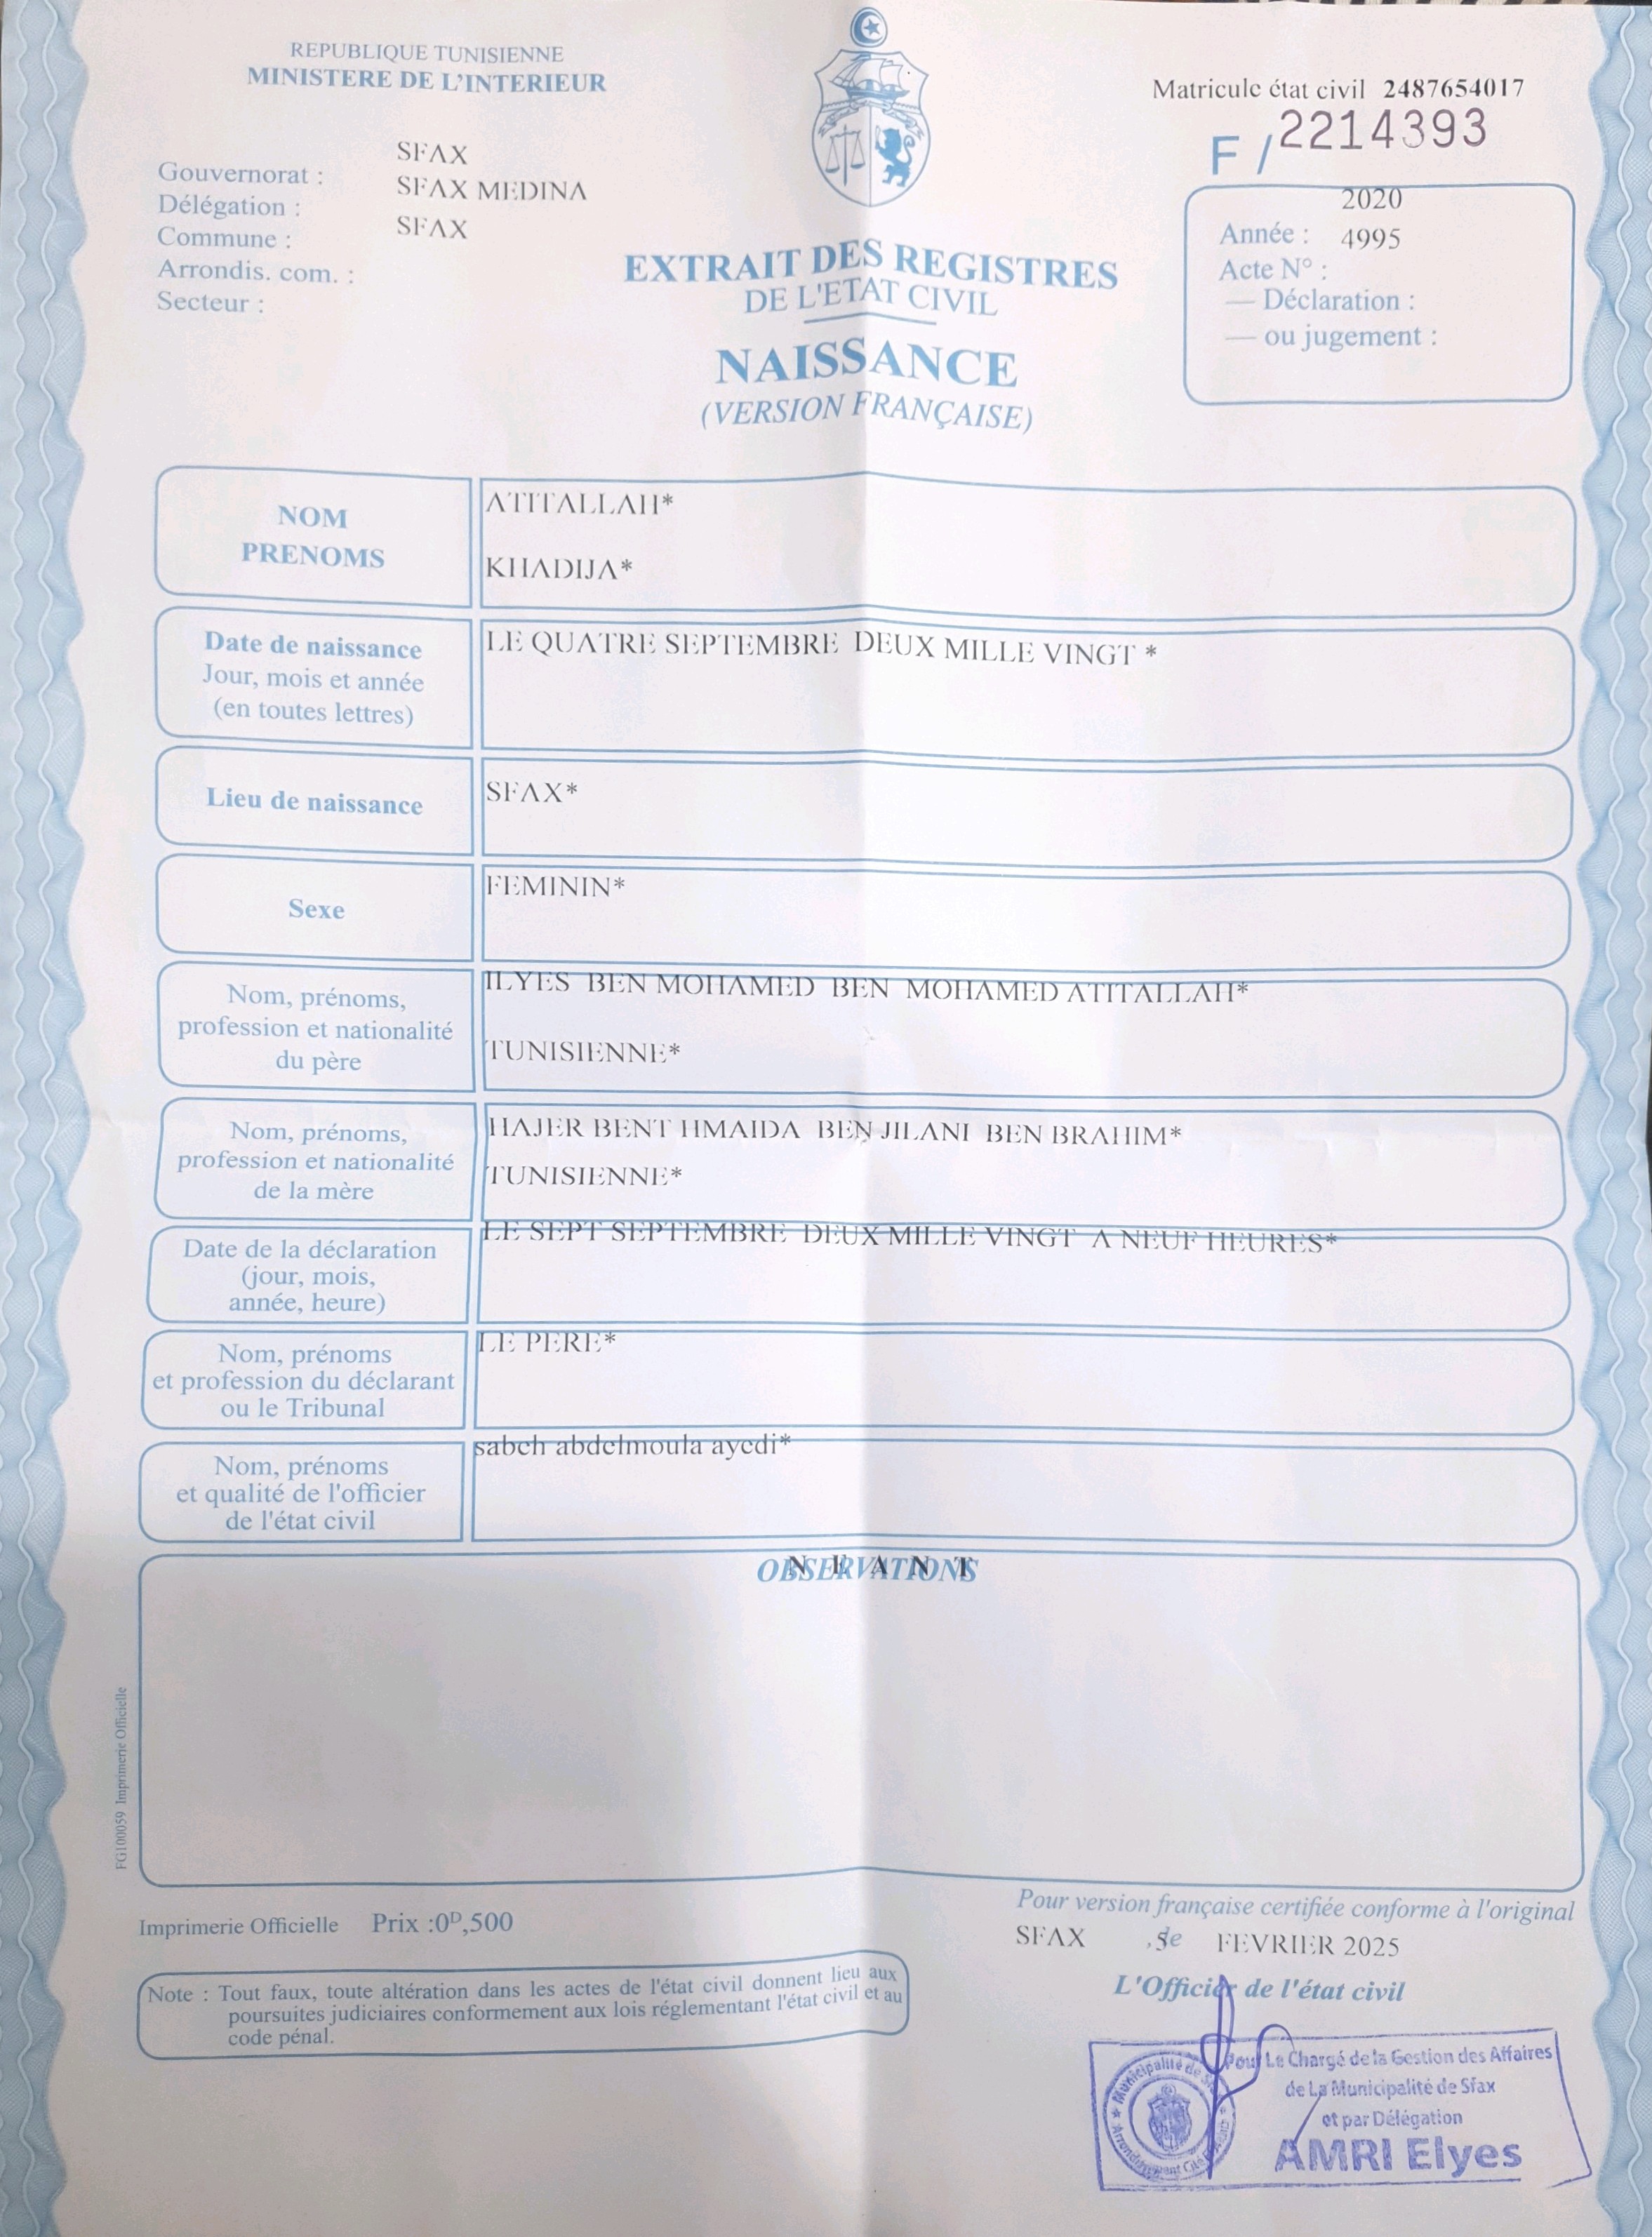 REPUBLIQUE TUNISIENNE
MINISTERE DE L'INTERIEUR
Matricule état civil 2487654017
F / 2214393
Gouvernorat : SFAX
Délégation : SFAX MEDINA
Commune : SFAX
Arrondis. com. :
Secteur :
2020
Année : 4995
Acte N° :
— Déclaration :
— ou jugement :
EXTRAIT DES REGISTRES
DE L'ETAT CIVIL
NAISSANCE
(VERSION FRANÇAISE)
NOM
PRENOMS
ATITALLAH*
KHADIJA*
Date de naissance
Jour, mois et année
(en toutes lettres)
LE QUATRE SEPTEMBRE DEUX MILLE VINGT *
Lieu de naissance
SFAX*
Sexe
FEMININ*
Nom, prénoms,
profession et nationalité
du père
ILYES BEN MOHAMED BEN MOHAMED ATITALLAH*
TUNISIENNE*
Nom, prénoms,
profession et nationalité
de la mère
HAJER BENT HMAIDA BEN JILANI BEN BRAHIM*
TUNISIENNE*
Date de la déclaration
(jour, mois,
année, heure)
LE SEPT SEPTEMBRE DEUX MILLE VINGT A NEUF HEURES*
Nom, prénoms
et profession du déclarant
ou le Tribunal
LE PERE*
Nom, prénoms
et qualité de l'officier
de l'état civil
sabeh abdelmoula ayedi*
OBSERVATIONS
N E A N T
FG100059 Imprimerie Officielle
Imprimerie Officielle Prix :0ᴰ,500
Pour version française certifiée conforme à l'original
SFAX , le 5 FEVRIER 2025
L'Officier de l'état civil
Note : Tout faux, toute altération dans les actes de l'état civil donnent lieu aux
poursuites judiciaires conformement aux lois réglementant l'état civil et au
code pénal.
Pour Le Chargé de la Gestion des Affaires
de La Municipalité de Sfax
et par Délégation
AMRI Elyes
Municipalité de
Arrondissement